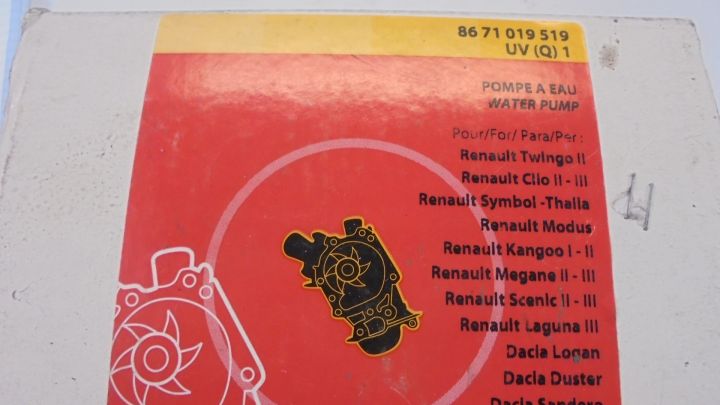 86 71 019 519
UV (Q) 1
POMPE A EAU
WATER PUMP
Pour/For/ Para/Per :
Renault Twingo II
Renault Clio II - III
Renault Symbol -Thalia
Renault Modus
Renault Kangoo I - II
Renault Megane II - III
Renault Scenic II - III
Renault Laguna III
Dacia Logan
Dacia Duster
Dacia Sandero